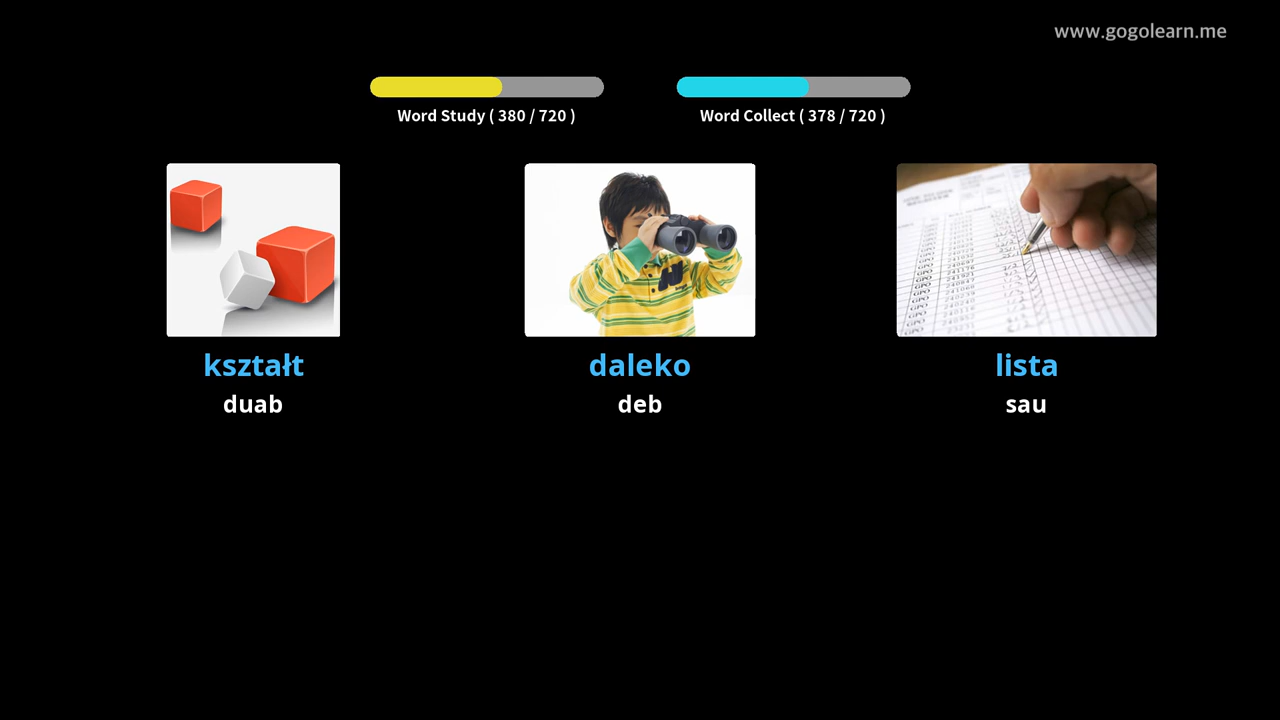 www.gogolearn.me
Word Study ( 380 / 720 )
Word Collect ( 378 / 720 )
kształt
daleko
lista
duab
deb
sau